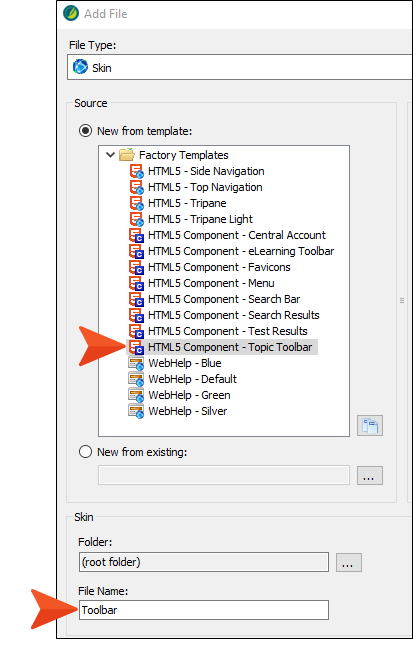 Add File
File Type:
Skin
Source
New from template:
Factory Templates
HTML5 - Side Navigation
HTML5 - Top Navigation
HTML5 - Tripane
HTML5 - Tripane Light
HTML5 Component - Central Account
HTML5 Component - eLearning Toolbar
HTML5 Component - Favicons
HTML5 Component - Menu
HTML5 Component - Search Bar
HTML5 Component - Search Results
HTML5 Component - Test Results
HTML5 Component - Topic Toolbar
WebHelp - Blue
WebHelp - Default
WebHelp - Green
WebHelp - Silver
New from existing:
...
Skin
Folder:
(root folder) ...
File Name:
Toolbar